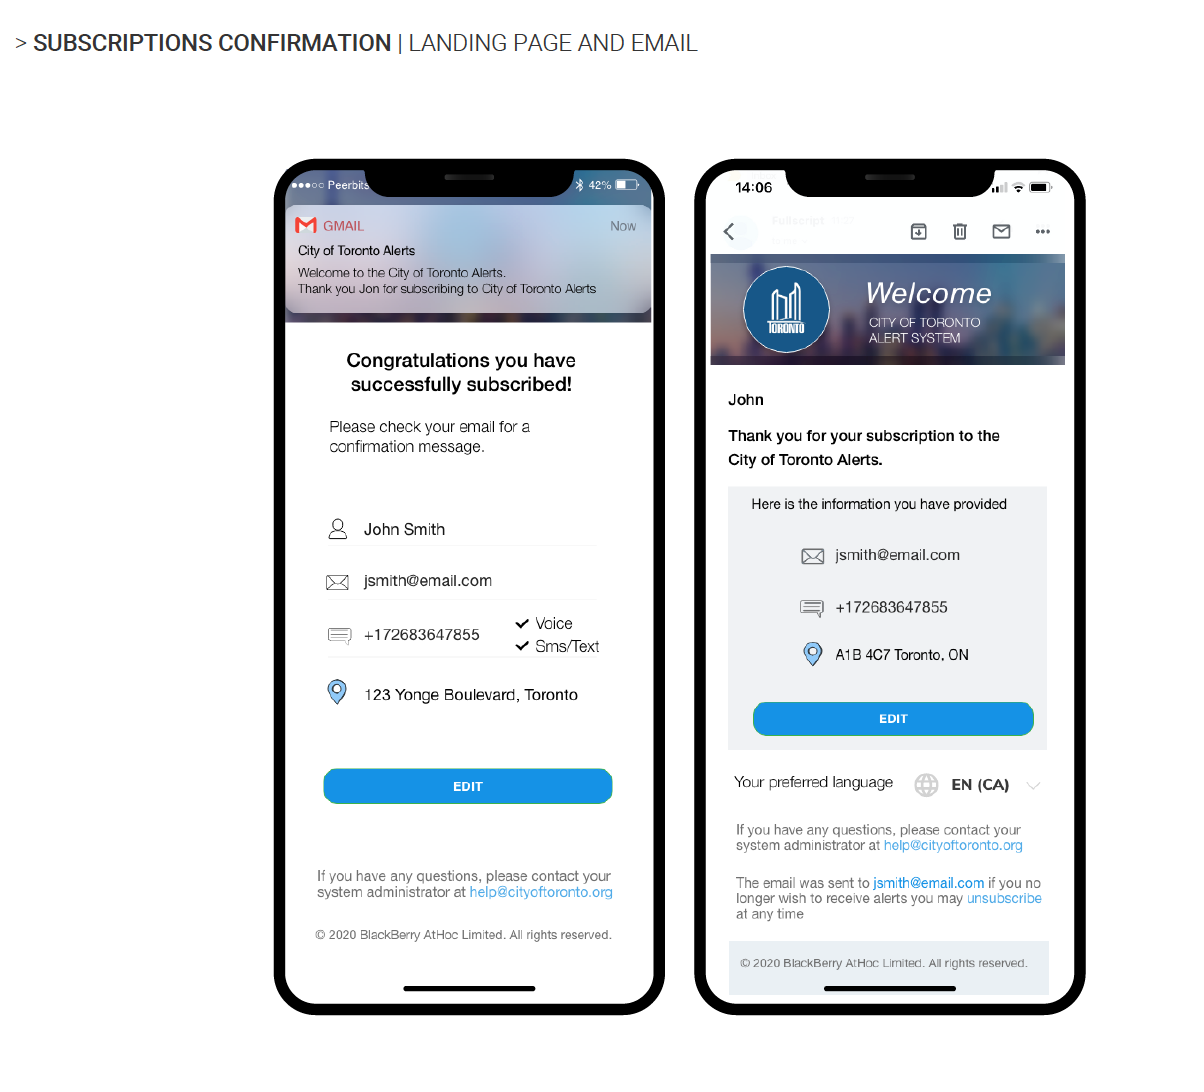 > SUBSCRIPTIONS CONFIRMATION | LANDING PAGE AND EMAIL
Peerbits
42%
GMAIL
Now
City of Toronto Alerts
Welcome to the City of Toronto Alerts.
Thank you Jon for subscribing to City of Toronto Alerts
Congratulations you have
successfully subscribed!
Please check your email for a
confirmation message.
John Smith
jsmith@email.com
+172683647855
Voice
Sms/Text
123 Yonge Boulevard, Toronto
EDIT
If you have any questions, please contact your
system administrator at help@cityoftoronto.org
© 2020 BlackBerry AtHoc Limited. All rights reserved.
14:06
TORONTO
Welcome
CITY OF TORONTO
ALERT SYSTEM
John
Thank you for your subscription to the
City of Toronto Alerts.
Here is the information you have provided
jsmith@email.com
+172683647855
A1B 4C7 Toronto, ON
EDIT
Your preferred language
EN (CA)
If you have any questions, please contact your
system administrator at help@cityoftoronto.org
The email was sent to jsmith@email.com if you no
longer wish to receive alerts you may unsubscribe
at any time
© 2020 BlackBerry AtHoc Limited. All rights reserved.